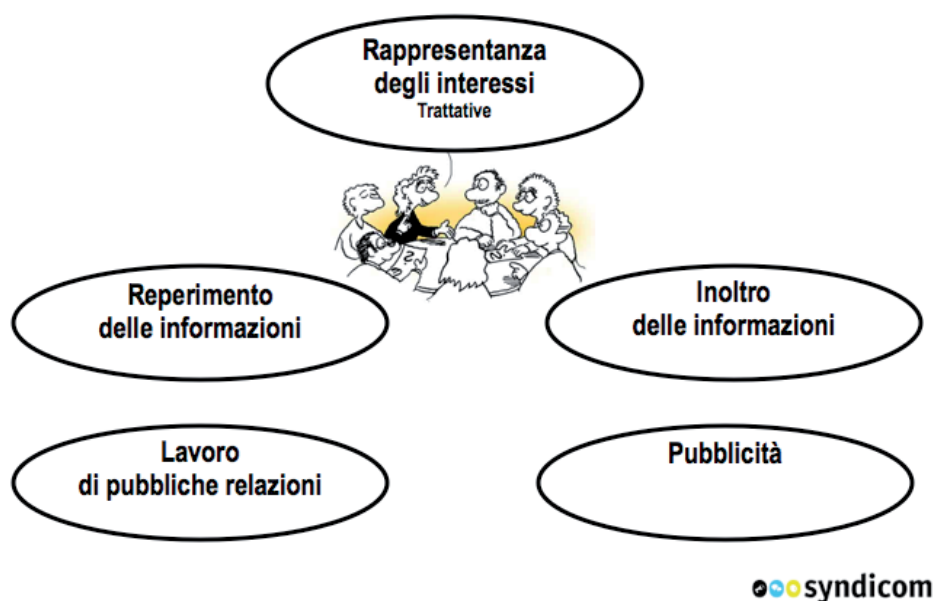 Rappresentanza
degli interessi
Trattative
Reperimento
delle informazioni
Inoltro
delle informazioni
Lavoro
di pubbliche relazioni
Pubblicità
syndicom